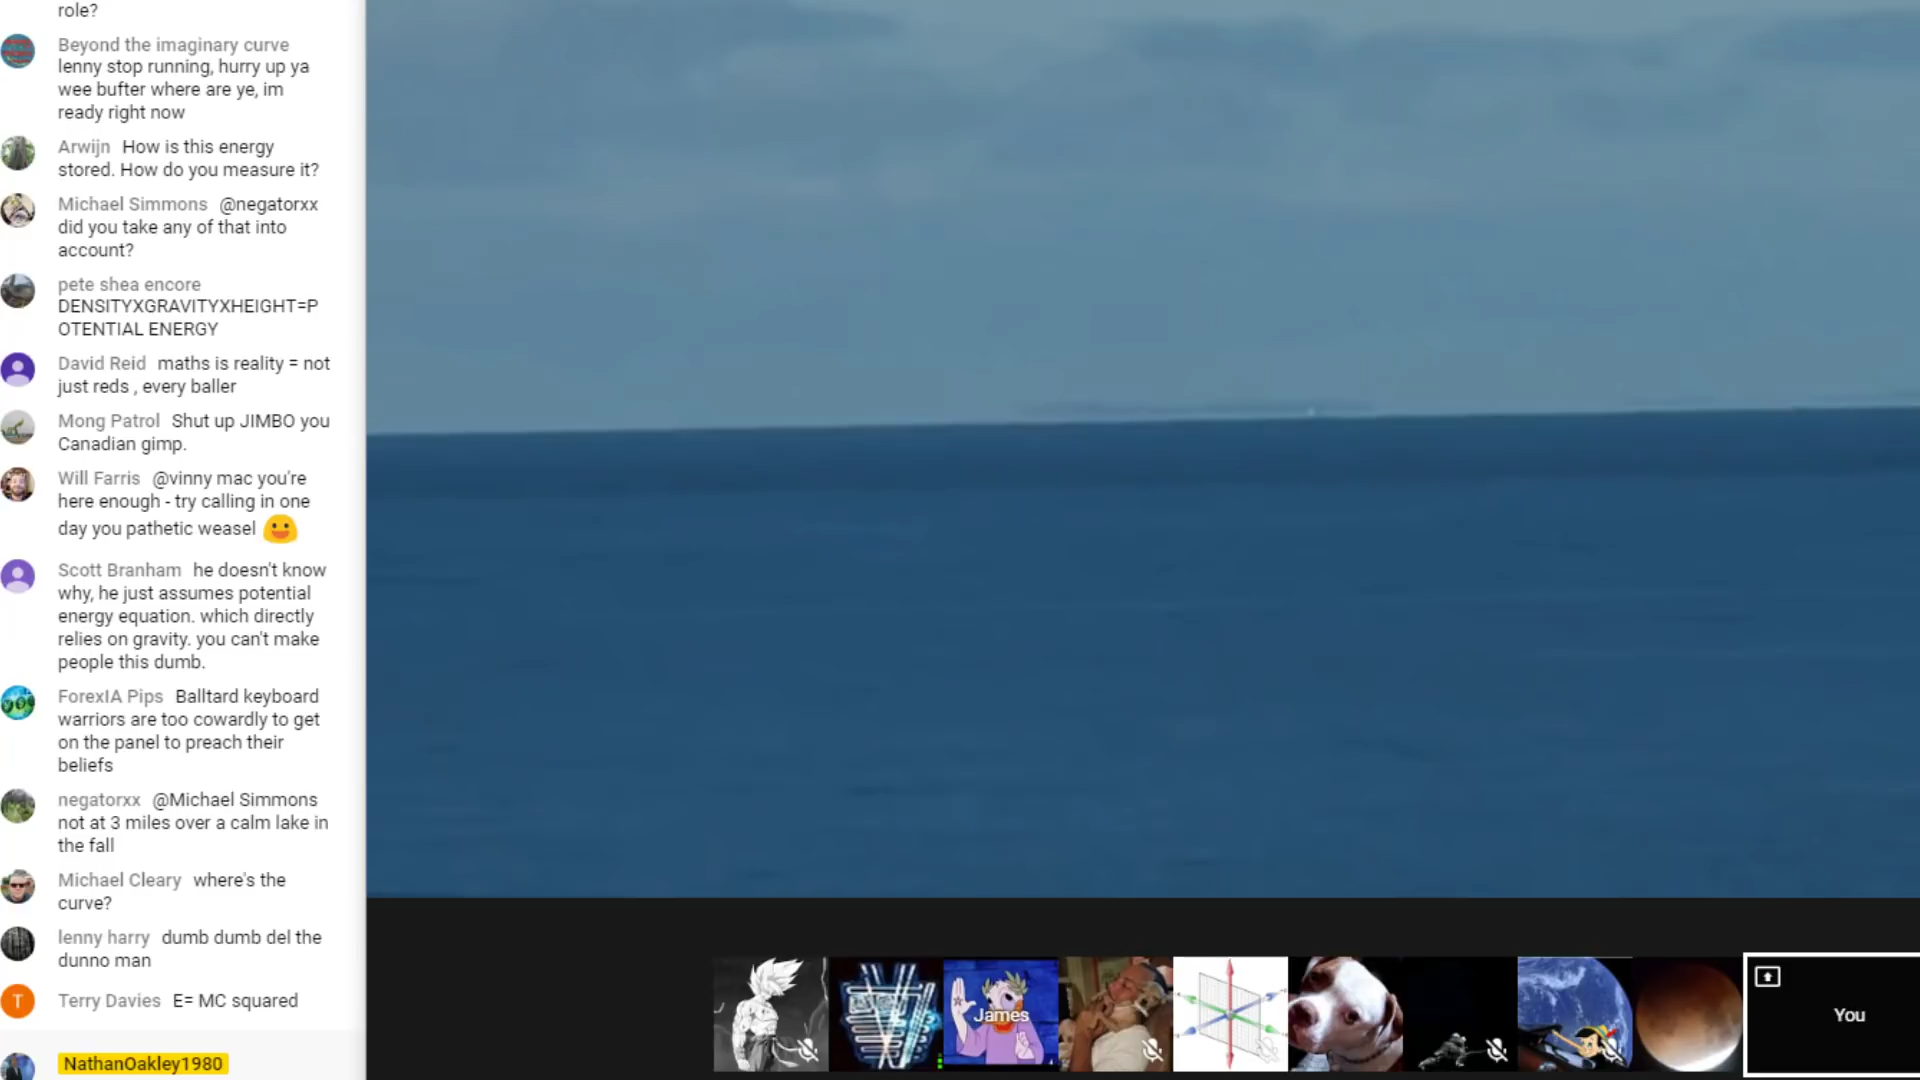 role?
Beyond the imaginary curve
lenny stop running, hurry up ya
wee bufter where are ye, im
ready right now
Arwijn How is this energy
stored. How do you measure it?
Michael Simmons @negatorxx
did you take any of that into
account?
pete shea encore
DENSITYXGRAVITYXHEIGHT=P
OTENTIAL ENERGY
David Reid maths is reality = not
just reds , every baller
Mong Patrol Shut up JIMBO you
Canadian gimp.
Will Farris @vinny mac you're
here enough - try calling in one
day you pathetic weasel
Scott Branham he doesn't know
why, he just assumes potential
energy equation. which directly
relies on gravity. you can't make
people this dumb.
ForexIA Pips Balltard keyboard
warriors are too cowardly to get
on the panel to preach their
beliefs
negatorxx @Michael Simmons
not at 3 miles over a calm lake in
the fall
Michael Cleary where's the
curve?
lenny harry dumb dumb del the
dunno man
T Terry Davies E= MC squared
NathanOakley1980
James
You